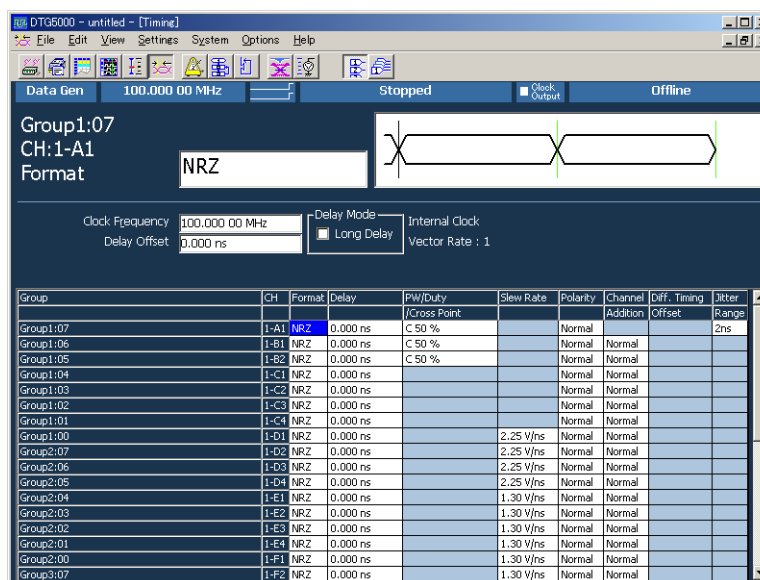 DTG5000 - untitled - [Timing]
File Edit View Settings System Options Help
Data Gen 100.000 00 MHz Stopped Clock Output Offline
Group1:07
CH:1-A1
Format NRZ
Clock Frequency 100.000 00 MHz Delay Mode Internal Clock
Delay Offset 0.000 ns Long Delay Vector Rate : 1
Group CH Format Delay PW/Duty Slew Rate Polarity Channel Diff. Timing Jitter
/Cross Point Addition Offset Range
Group1:07 1-A1 NRZ 0.000 ns C 50 % Normal 2ns
Group1:06 1-B1 NRZ 0.000 ns C 50 % Normal Normal
Group1:05 1-B2 NRZ 0.000 ns C 50 % Normal Normal
Group1:04 1-C1 NRZ 0.000 ns Normal Normal
Group1:03 1-C2 NRZ 0.000 ns Normal Normal
Group1:02 1-C3 NRZ 0.000 ns Normal Normal
Group1:01 1-C4 NRZ 0.000 ns Normal Normal
Group1:00 1-D1 NRZ 0.000 ns 2.25 V/ns Normal Normal
Group2:07 1-D2 NRZ 0.000 ns 2.25 V/ns Normal Normal
Group2:06 1-D3 NRZ 0.000 ns 2.25 V/ns Normal Normal
Group2:05 1-D4 NRZ 0.000 ns 2.25 V/ns Normal Normal
Group2:04 1-E1 NRZ 0.000 ns 1.30 V/ns Normal Normal
Group2:03 1-E2 NRZ 0.000 ns 1.30 V/ns Normal Normal
Group2:02 1-E3 NRZ 0.000 ns 1.30 V/ns Normal Normal
Group2:01 1-E4 NRZ 0.000 ns 1.30 V/ns Normal Normal
Group2:00 1-F1 NRZ 0.000 ns 1.30 V/ns Normal Normal
Group3:07 1-F2 NRZ 0.000 ns 1.30 V/ns Normal Normal